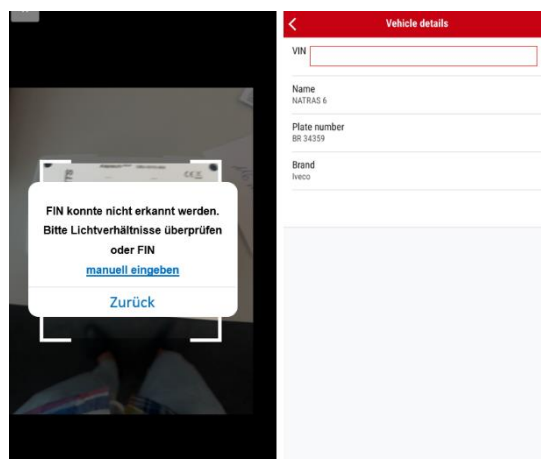 FIN konnte nicht erkannt werden.
Bitte Lichtverhältnisse überprüfen
oder FIN
manuell eingeben
Zurück
Vehicle details
VIN
Name
NATRAS 6
Plate number
BR 34359
Brand
Iveco